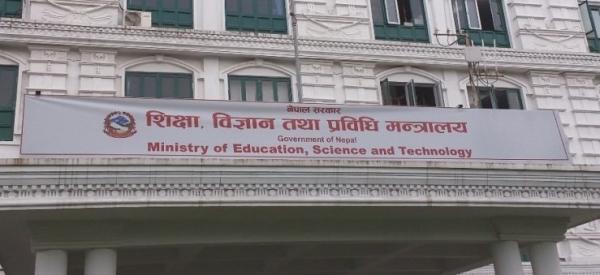 नेपाल सरकार
शिक्षा, विज्ञान तथा प्रविधि मन्त्रालय
Government of Nepal
Ministry of Education, Science and Technology